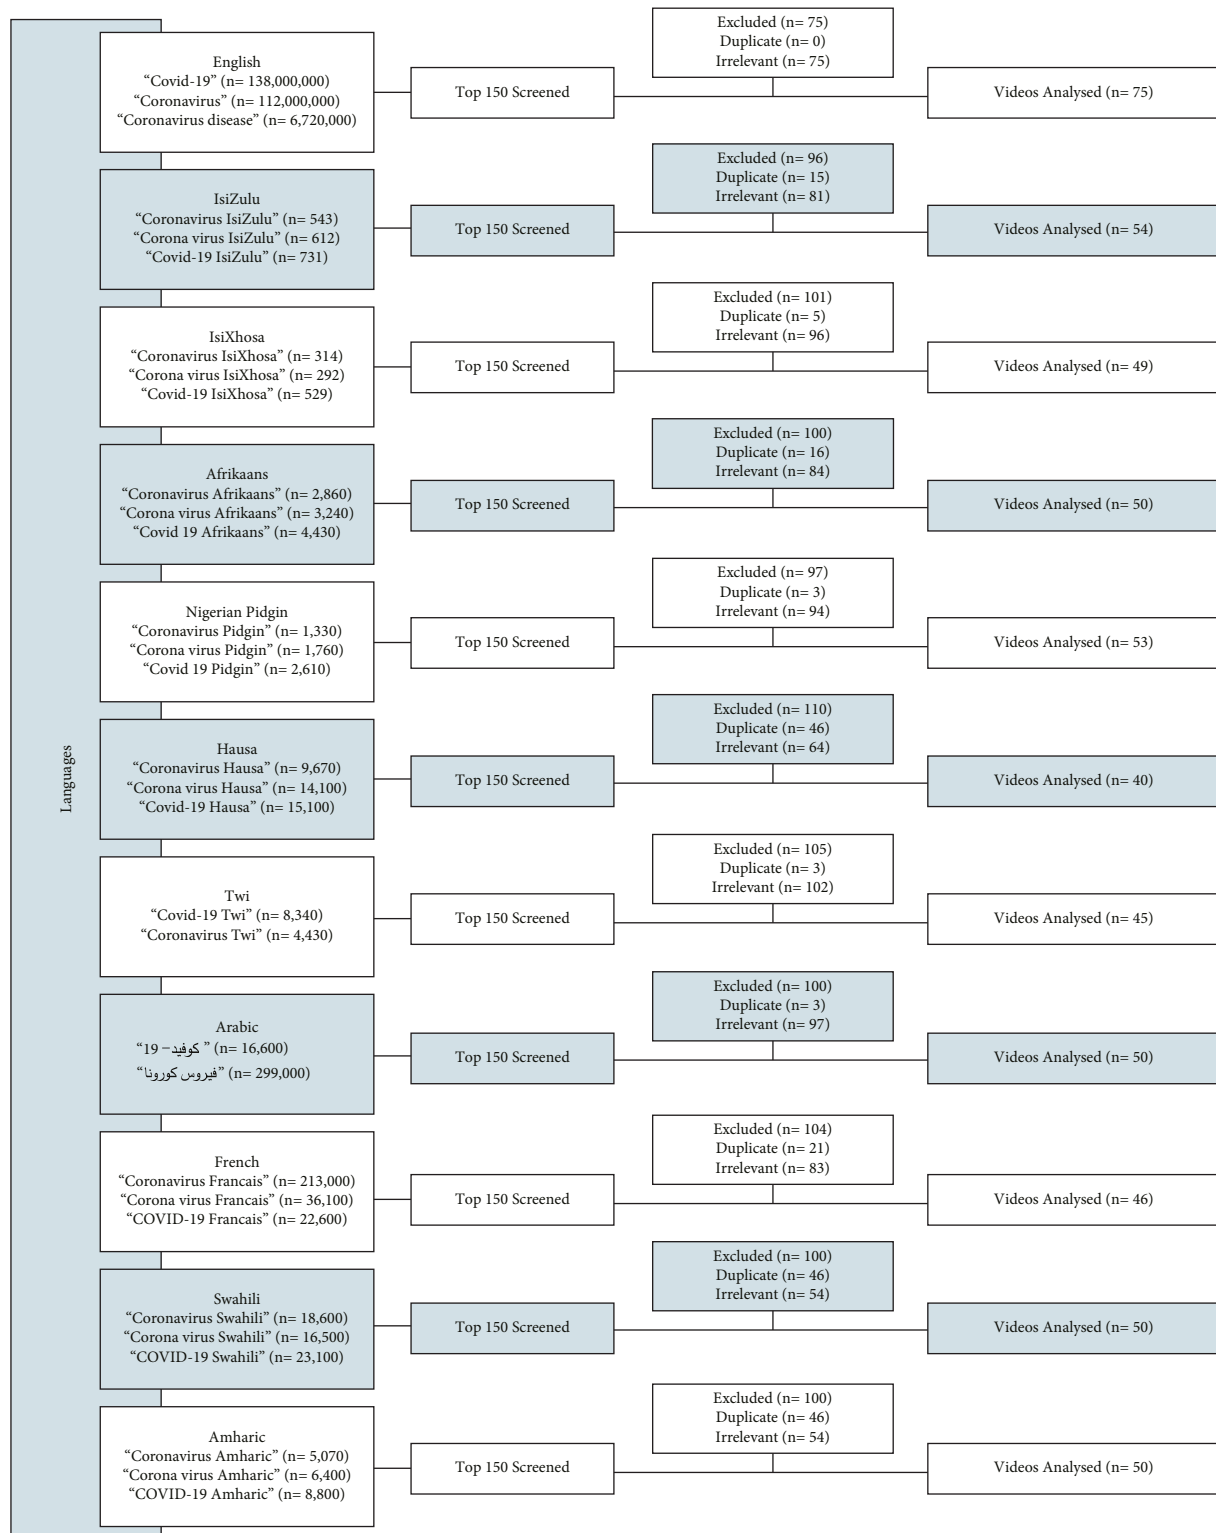 Languages
English
“Covid-19” (n= 138,000,000)
“Coronavirus” (n= 112,000,000)
“Coronavirus disease” (n= 6,720,000)
Top 150 Screened
Excluded (n= 75)
Duplicate (n= 0)
Irrelevant (n= 75)
Videos Analysed (n= 75)
IsiZulu
“Coronavirus IsiZulu” (n= 543)
“Corona virus IsiZulu” (n= 612)
“Covid-19 IsiZulu” (n= 731)
Top 150 Screened
Excluded (n= 96)
Duplicate (n= 15)
Irrelevant (n= 81)
Videos Analysed (n= 54)
IsiXhosa
“Coronavirus IsiXhosa” (n= 314)
“Corona virus IsiXhosa” (n= 292)
“Covid-19 IsiXhosa” (n= 529)
Top 150 Screened
Excluded (n= 101)
Duplicate (n= 5)
Irrelevant (n= 96)
Videos Analysed (n= 49)
Afrikaans
“Coronavirus Afrikaans” (n= 2,860)
“Corona virus Afrikaans” (n= 3,240)
“Covid 19 Afrikaans” (n= 4,430)
Top 150 Screened
Excluded (n= 100)
Duplicate (n= 16)
Irrelevant (n= 84)
Videos Analysed (n= 50)
Nigerian Pidgin
“Coronavirus Pidgin” (n= 1,330)
“Corona virus Pidgin” (n= 1,760)
“Covid 19 Pidgin” (n= 2,610)
Top 150 Screened
Excluded (n= 97)
Duplicate (n= 3)
Irrelevant (n= 94)
Videos Analysed (n= 53)
Hausa
“Coronavirus Hausa” (n= 9,670)
“Corona virus Hausa” (n= 14,100)
“Covid-19 Hausa” (n= 15,100)
Top 150 Screened
Excluded (n= 110)
Duplicate (n= 46)
Irrelevant (n= 64)
Videos Analysed (n= 40)
Twi
“Covid-19 Twi” (n= 8,340)
“Coronavirus Twi” (n= 4,430)
Top 150 Screened
Excluded (n= 105)
Duplicate (n= 3)
Irrelevant (n= 102)
Videos Analysed (n= 45)
Arabic
“كوفيد– 19 ” (n= 16,600)
“فيروس كورونا” (n= 299,000)
Top 150 Screened
Excluded (n= 100)
Duplicate (n= 3)
Irrelevant (n= 97)
Videos Analysed (n= 50)
French
“Coronavirus Francais” (n= 213,000)
“Corona virus Francais” (n= 36,100)
“COVID-19 Francais” (n= 22,600)
Top 150 Screened
Excluded (n= 104)
Duplicate (n= 21)
Irrelevant (n= 83)
Videos Analysed (n= 46)
Swahili
“Coronavirus Swahili” (n= 18,600)
“Corona virus Swahili” (n= 16,500)
“COVID-19 Swahili” (n= 23,100)
Top 150 Screened
Excluded (n= 100)
Duplicate (n= 46)
Irrelevant (n= 54)
Videos Analysed (n= 50)
Amharic
“Coronavirus Amharic” (n= 5,070)
“Corona virus Amharic” (n= 6,400)
“COVID-19 Amharic” (n= 8,800)
Top 150 Screened
Excluded (n= 100)
Duplicate (n= 46)
Irrelevant (n= 54)
Videos Analysed (n= 50)